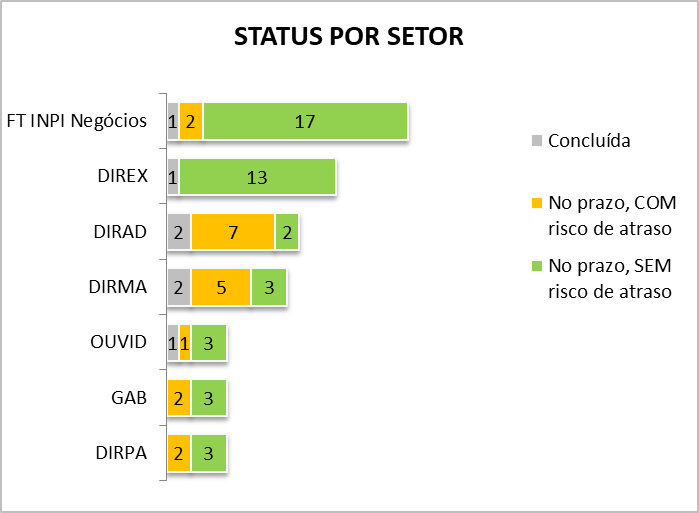 STATUS POR SETOR
FT INPI Negócios 1 2 17
DIREX 1 13
DIRAD 2 7 2
DIRMA 2 5 3
OUVID 1 1 3
GAB 2 3
DIRPA 2 3
Concluída
No prazo, COM
risco de atraso
No prazo, SEM
risco de atraso